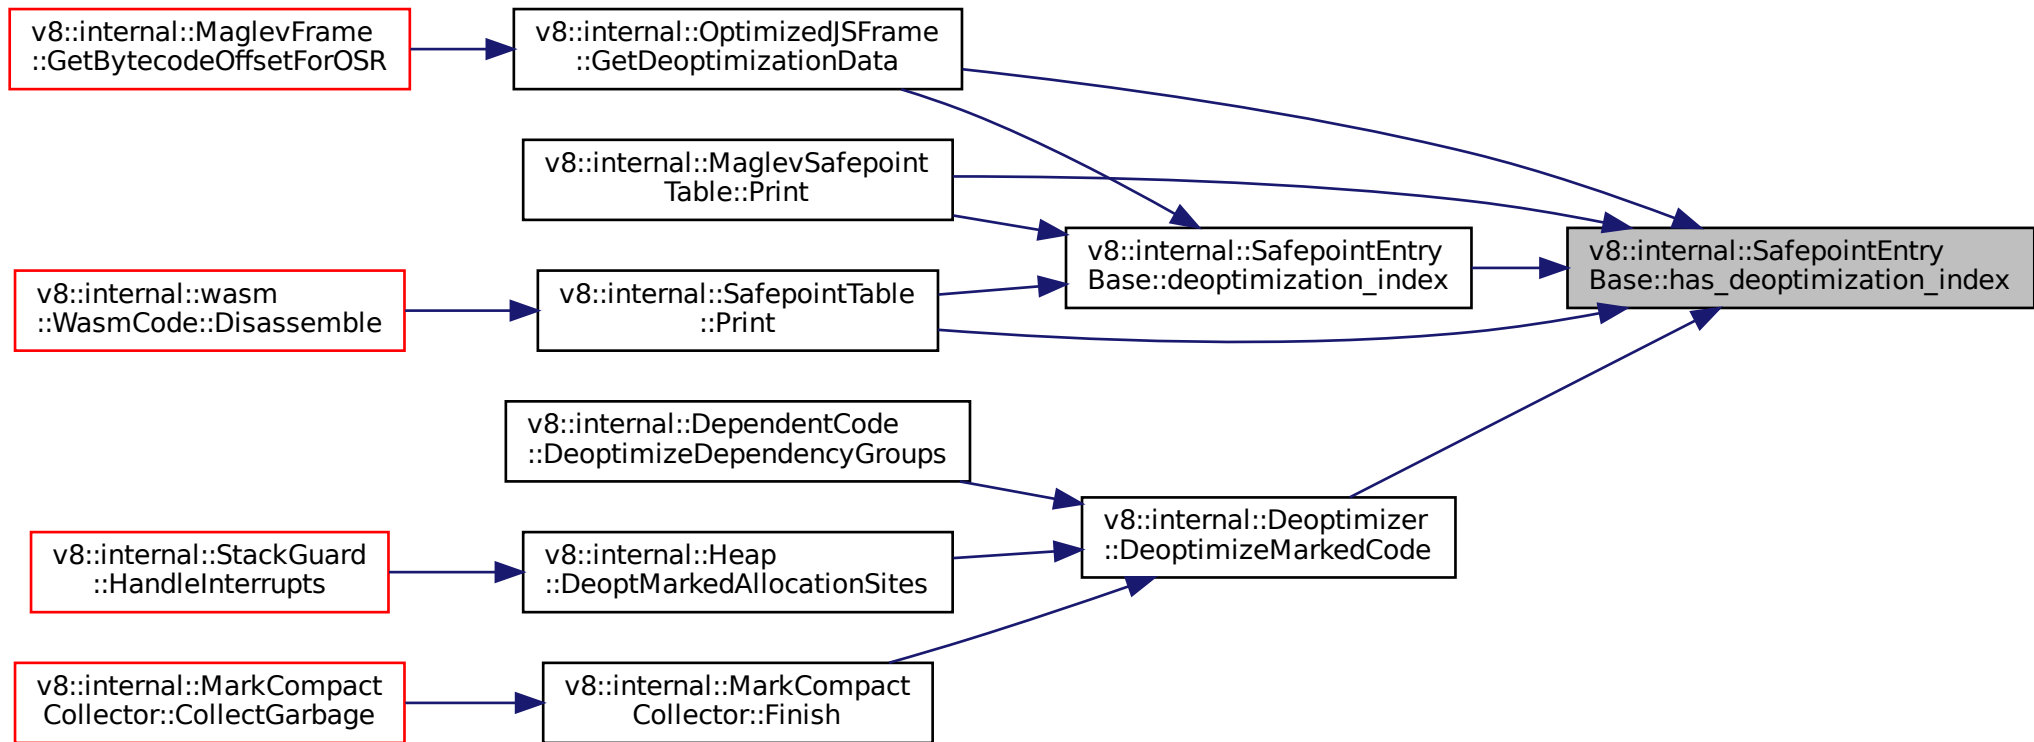 v8::internal::MaglevFrame
::GetBytecodeOffsetForOSR
v8::internal::OptimizedJSFrame
::GetDeoptimizationData
v8::internal::MaglevSafepoint
Table::Print
v8::internal::SafepointEntry
Base::deoptimization_index
v8::internal::SafepointEntry
Base::has_deoptimization_index
v8::internal::wasm
::WasmCode::Disassemble
v8::internal::SafepointTable
::Print
v8::internal::DependentCode
::DeoptimizeDependencyGroups
v8::internal::Deoptimizer
::DeoptimizeMarkedCode
v8::internal::StackGuard
::HandleInterrupts
v8::internal::Heap
::DeoptMarkedAllocationSites
v8::internal::MarkCompact
Collector::CollectGarbage
v8::internal::MarkCompact
Collector::Finish